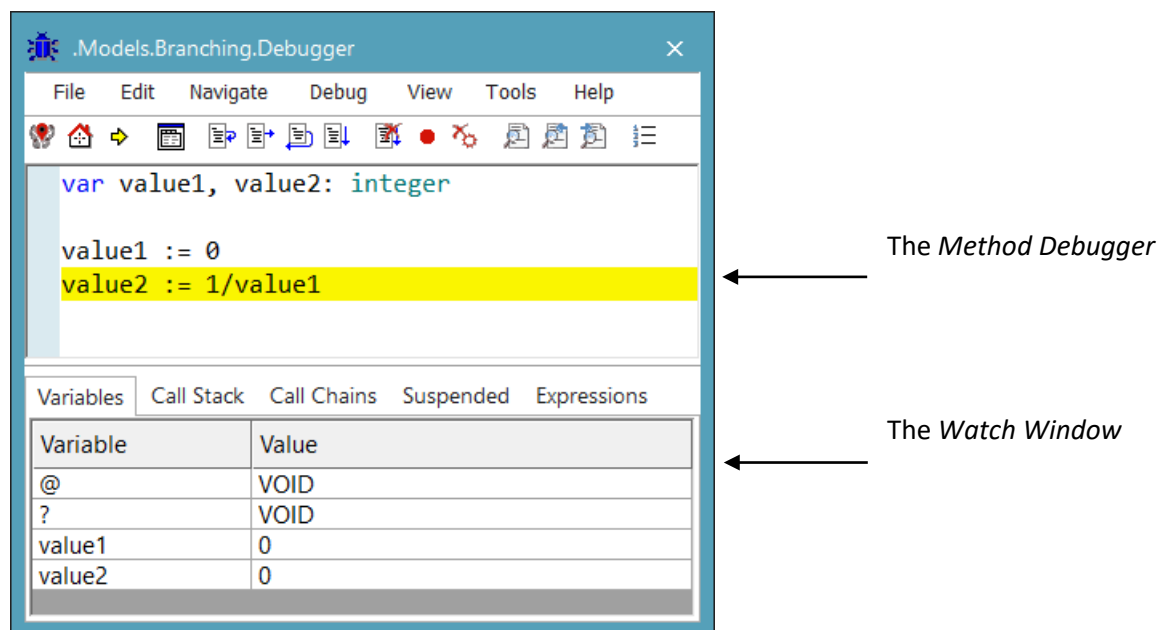 .Models.Branching.Debugger
File Edit Navigate Debug View Tools Help
var value1, value2: integer
value1 := 0
value2 := 1/value1
The Method Debugger
Variables Call Stack Call Chains Suspended Expressions
Variable Value
@ VOID
? VOID
value1 0
value2 0
The Watch Window